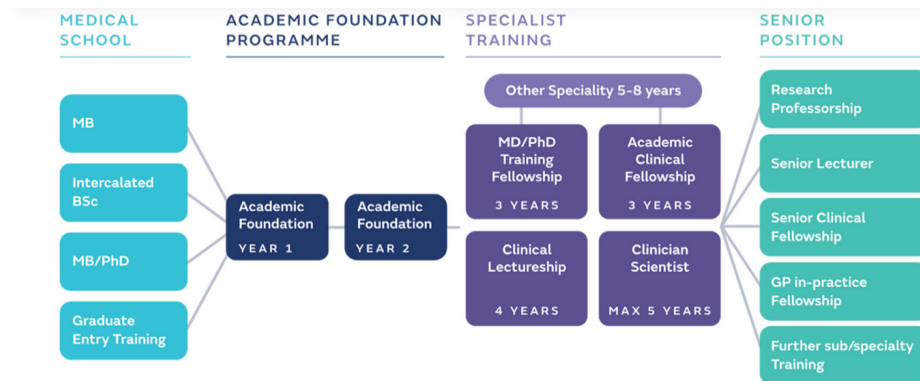 MEDICAL
SCHOOL
ACADEMIC FOUNDATION
PROGRAMME
SPECIALIST
TRAINING
SENIOR
POSITION
MB
Intercalated
BSc
MB/PhD
Graduate
Entry Training
Academic
Foundation
YEAR 1
Academic
Foundation
YEAR 2
Other Speciality 5-8 years
MD/PhD
Training
Fellowship
3 YEARS
Academic
Clinical
Fellowship
3 YEARS
Clinical
Lectureship
4 YEARS
Clinician
Scientist
MAX 5 YEARS
Research
Professorship
Senior Lecturer
Senior Clinical
Fellowship
GP in-practice
Fellowship
Further sub/specialty
Training